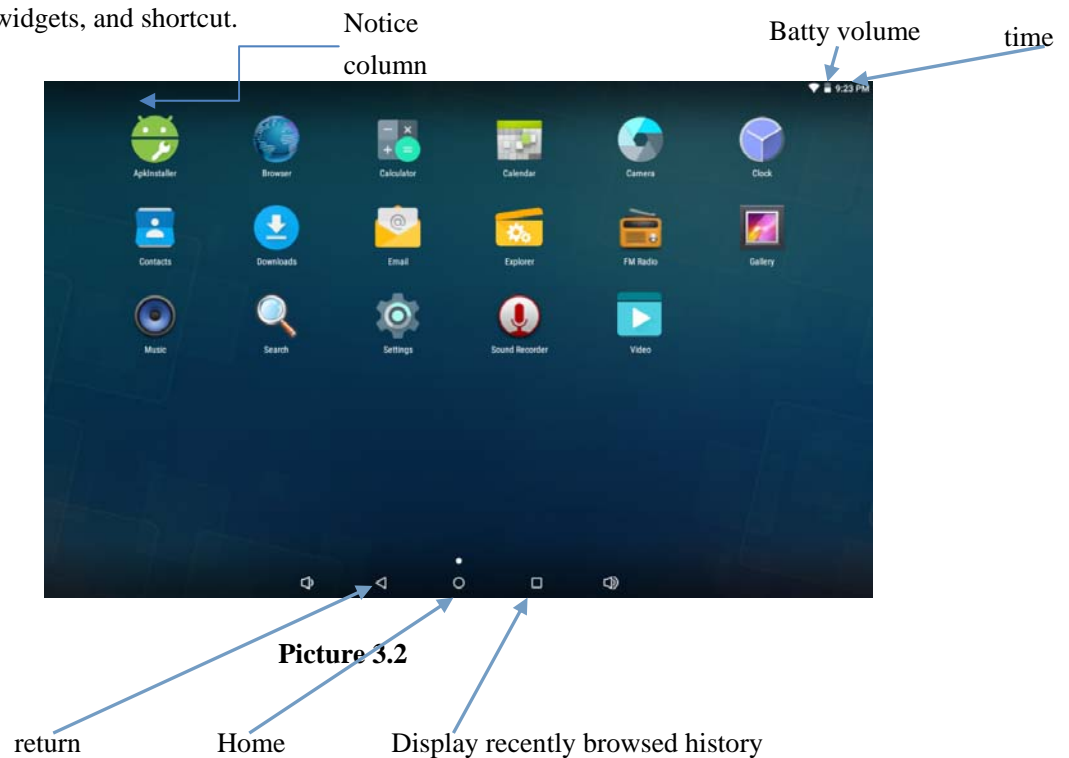 widgets, and shortcut.
Notice
column
Batty volume
time
9:23 PM
ApkInstaller
Browser
Calculator
Calendar
Camera
Clock
Contacts
Downloads
Email
Explorer
FM Radio
Gallery
Music
Search
Settings
Sound Recorder
Video
Picture 3.2
return
Home
Display recently browsed history